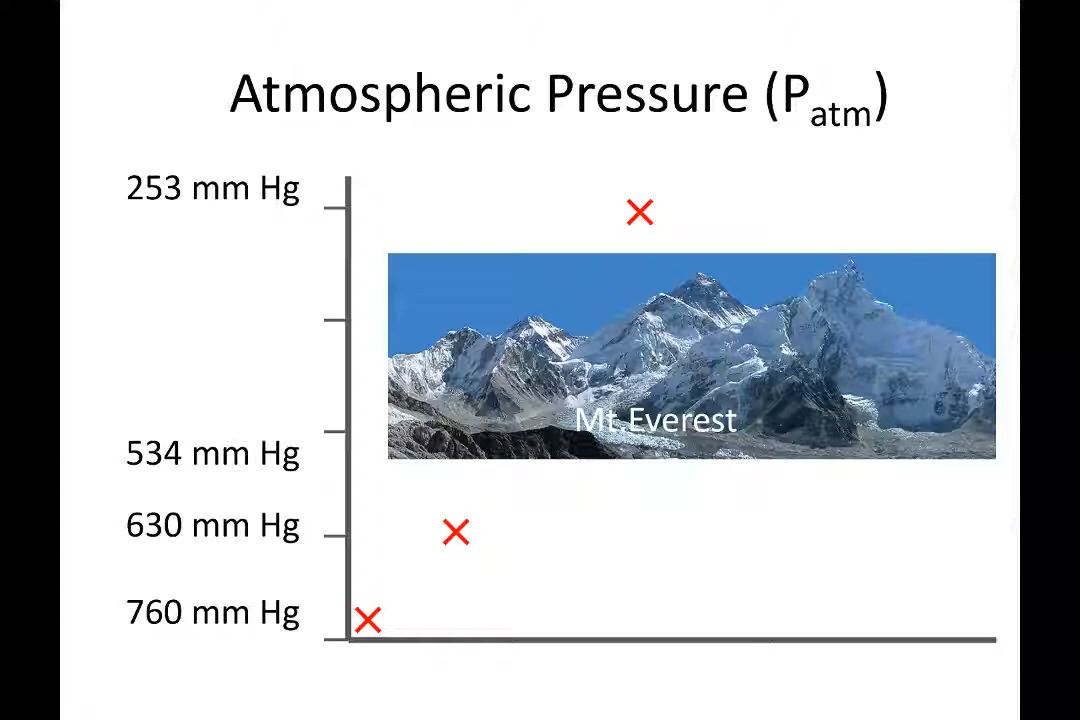 Atmospheric Pressure (Patm)
253 mm Hg
Mt.Everest
534 mm Hg
630 mm Hg
760 mm Hg